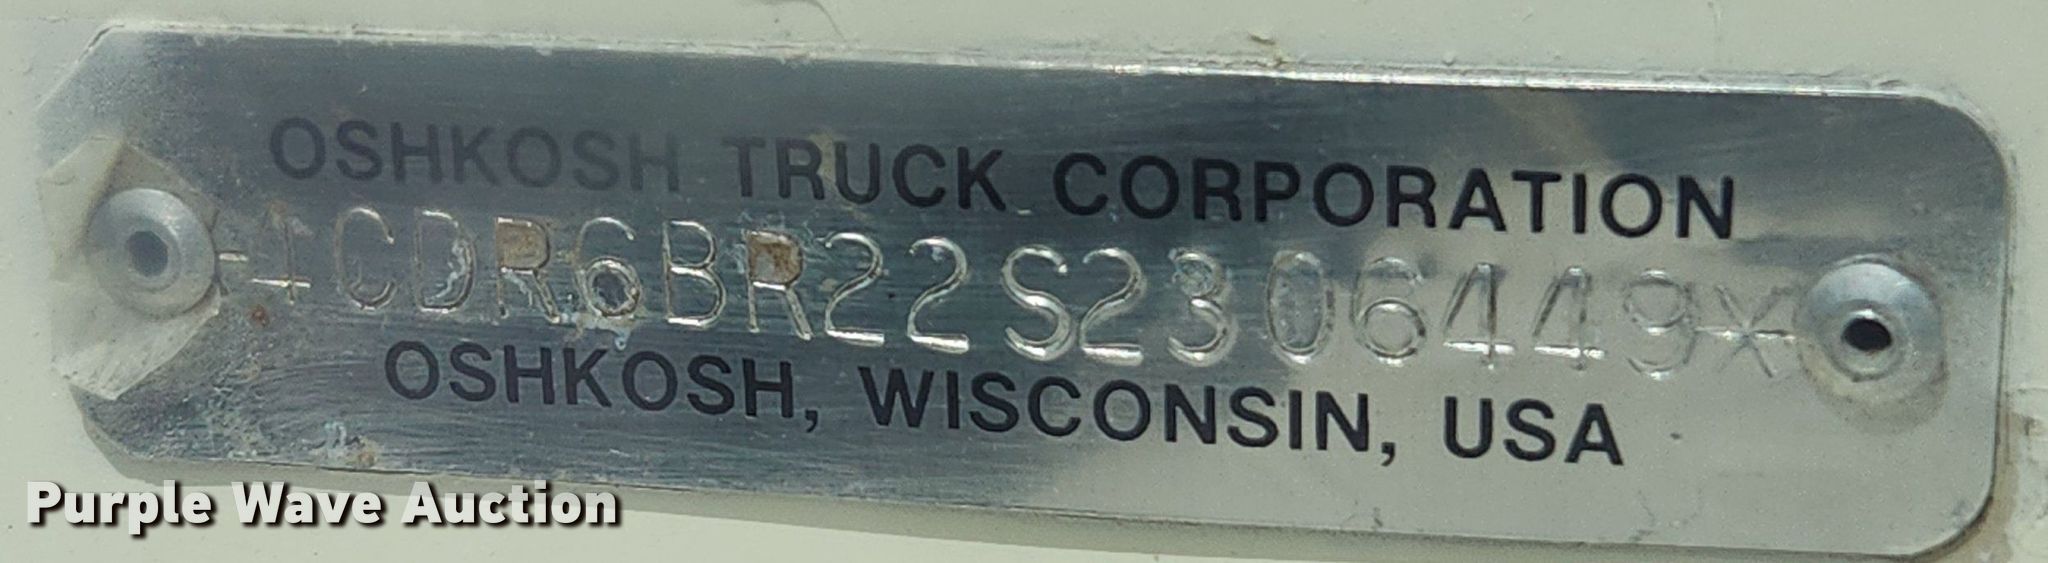 OSHKOSH TRUCK CORPORATION
-4CDR6BR22S2306449X-
OSHKOSH, WISCONSIN, USA
Purple Wave Auction